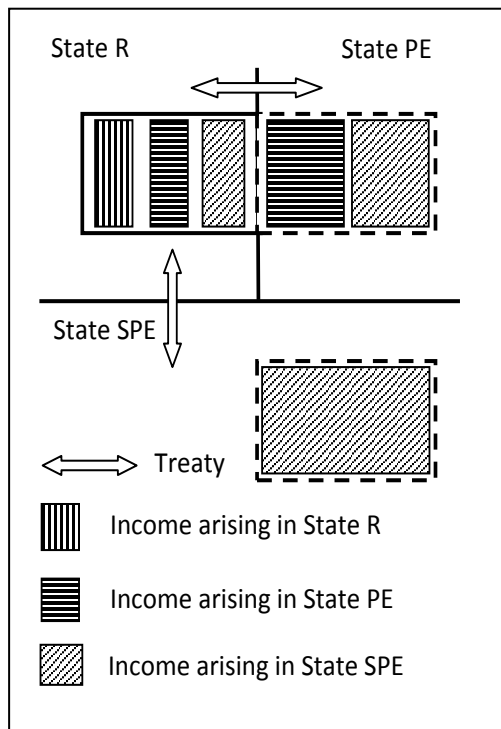 State R
State PE
State SPE
Treaty
Income arising in State R
Income arising in State PE
Income arising in State SPE